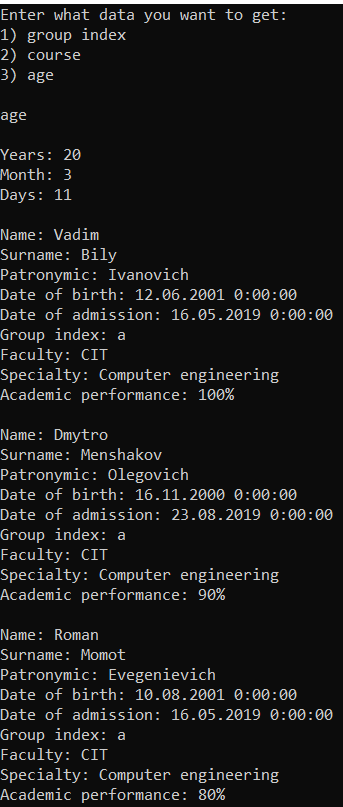 Enter what data you want to get:
1) group index
2) course
3) age
age
Years: 20
Month: 3
Days: 11
Name: Vadim
Surname: Bily
Patronymic: Ivanovich
Date of birth: 12.06.2001 0:00:00
Date of admission: 16.05.2019 0:00:00
Group index: a
Faculty: CIT
Specialty: Computer engineering
Academic performance: 100%
Name: Dmytro
Surname: Menshakov
Patronymic: Olegovich
Date of birth: 16.11.2000 0:00:00
Date of admission: 23.08.2019 0:00:00
Group index: a
Faculty: CIT
Specialty: Computer engineering
Academic performance: 90%
Name: Roman
Surname: Momot
Patronymic: Evegenievich
Date of birth: 10.08.2001 0:00:00
Date of admission: 16.05.2019 0:00:00
Group index: a
Faculty: CIT
Specialty: Computer engineering
Academic performance: 80%